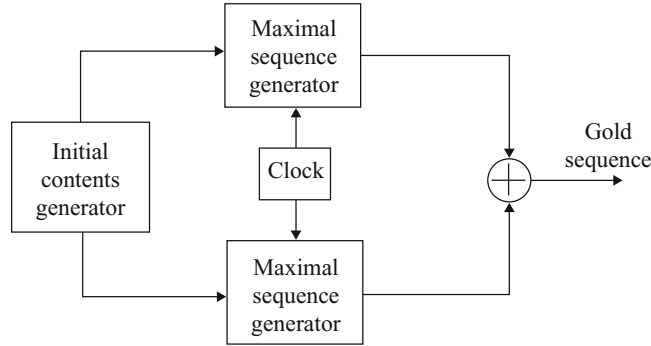 Maximal
sequence
generator
Initial
contents
generator
Clock
Gold
sequence
Maximal
sequence
generator